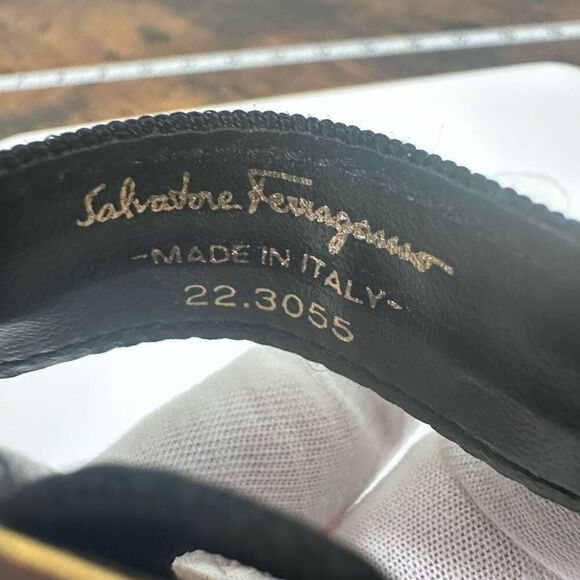 Salvatore Ferragamo
-MADE IN ITALY-
22.3055